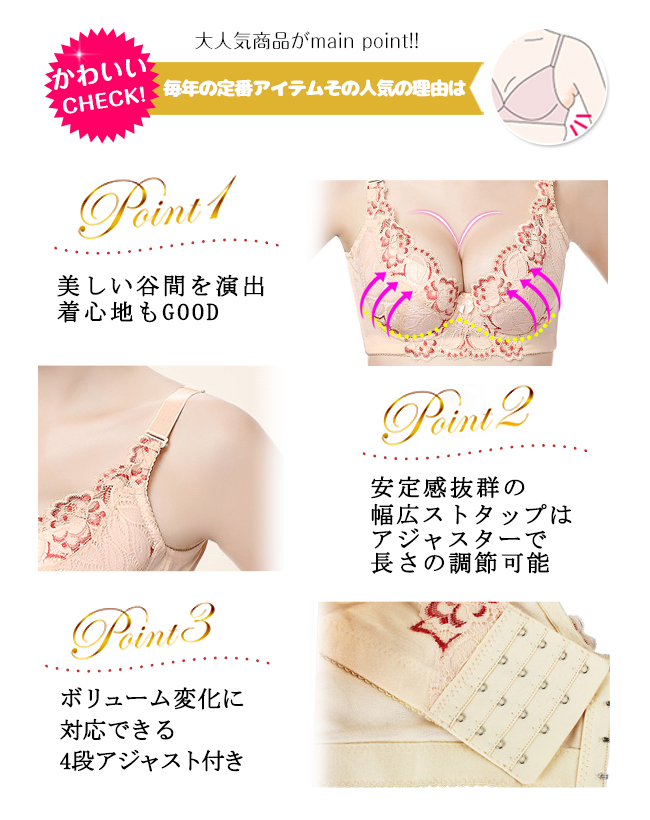 大人気商品がmain point!!
かわいい
CHECK!
毎年の定番アイテムその人気の理由は
Point1
美しい谷間を演出
着心地もGOOD
Point2
安定感抜群の
幅広ストタップは
アジャスターで
長さの調節可能
Point3
ボリューム変化に
対応できる
4段アジャスト付き